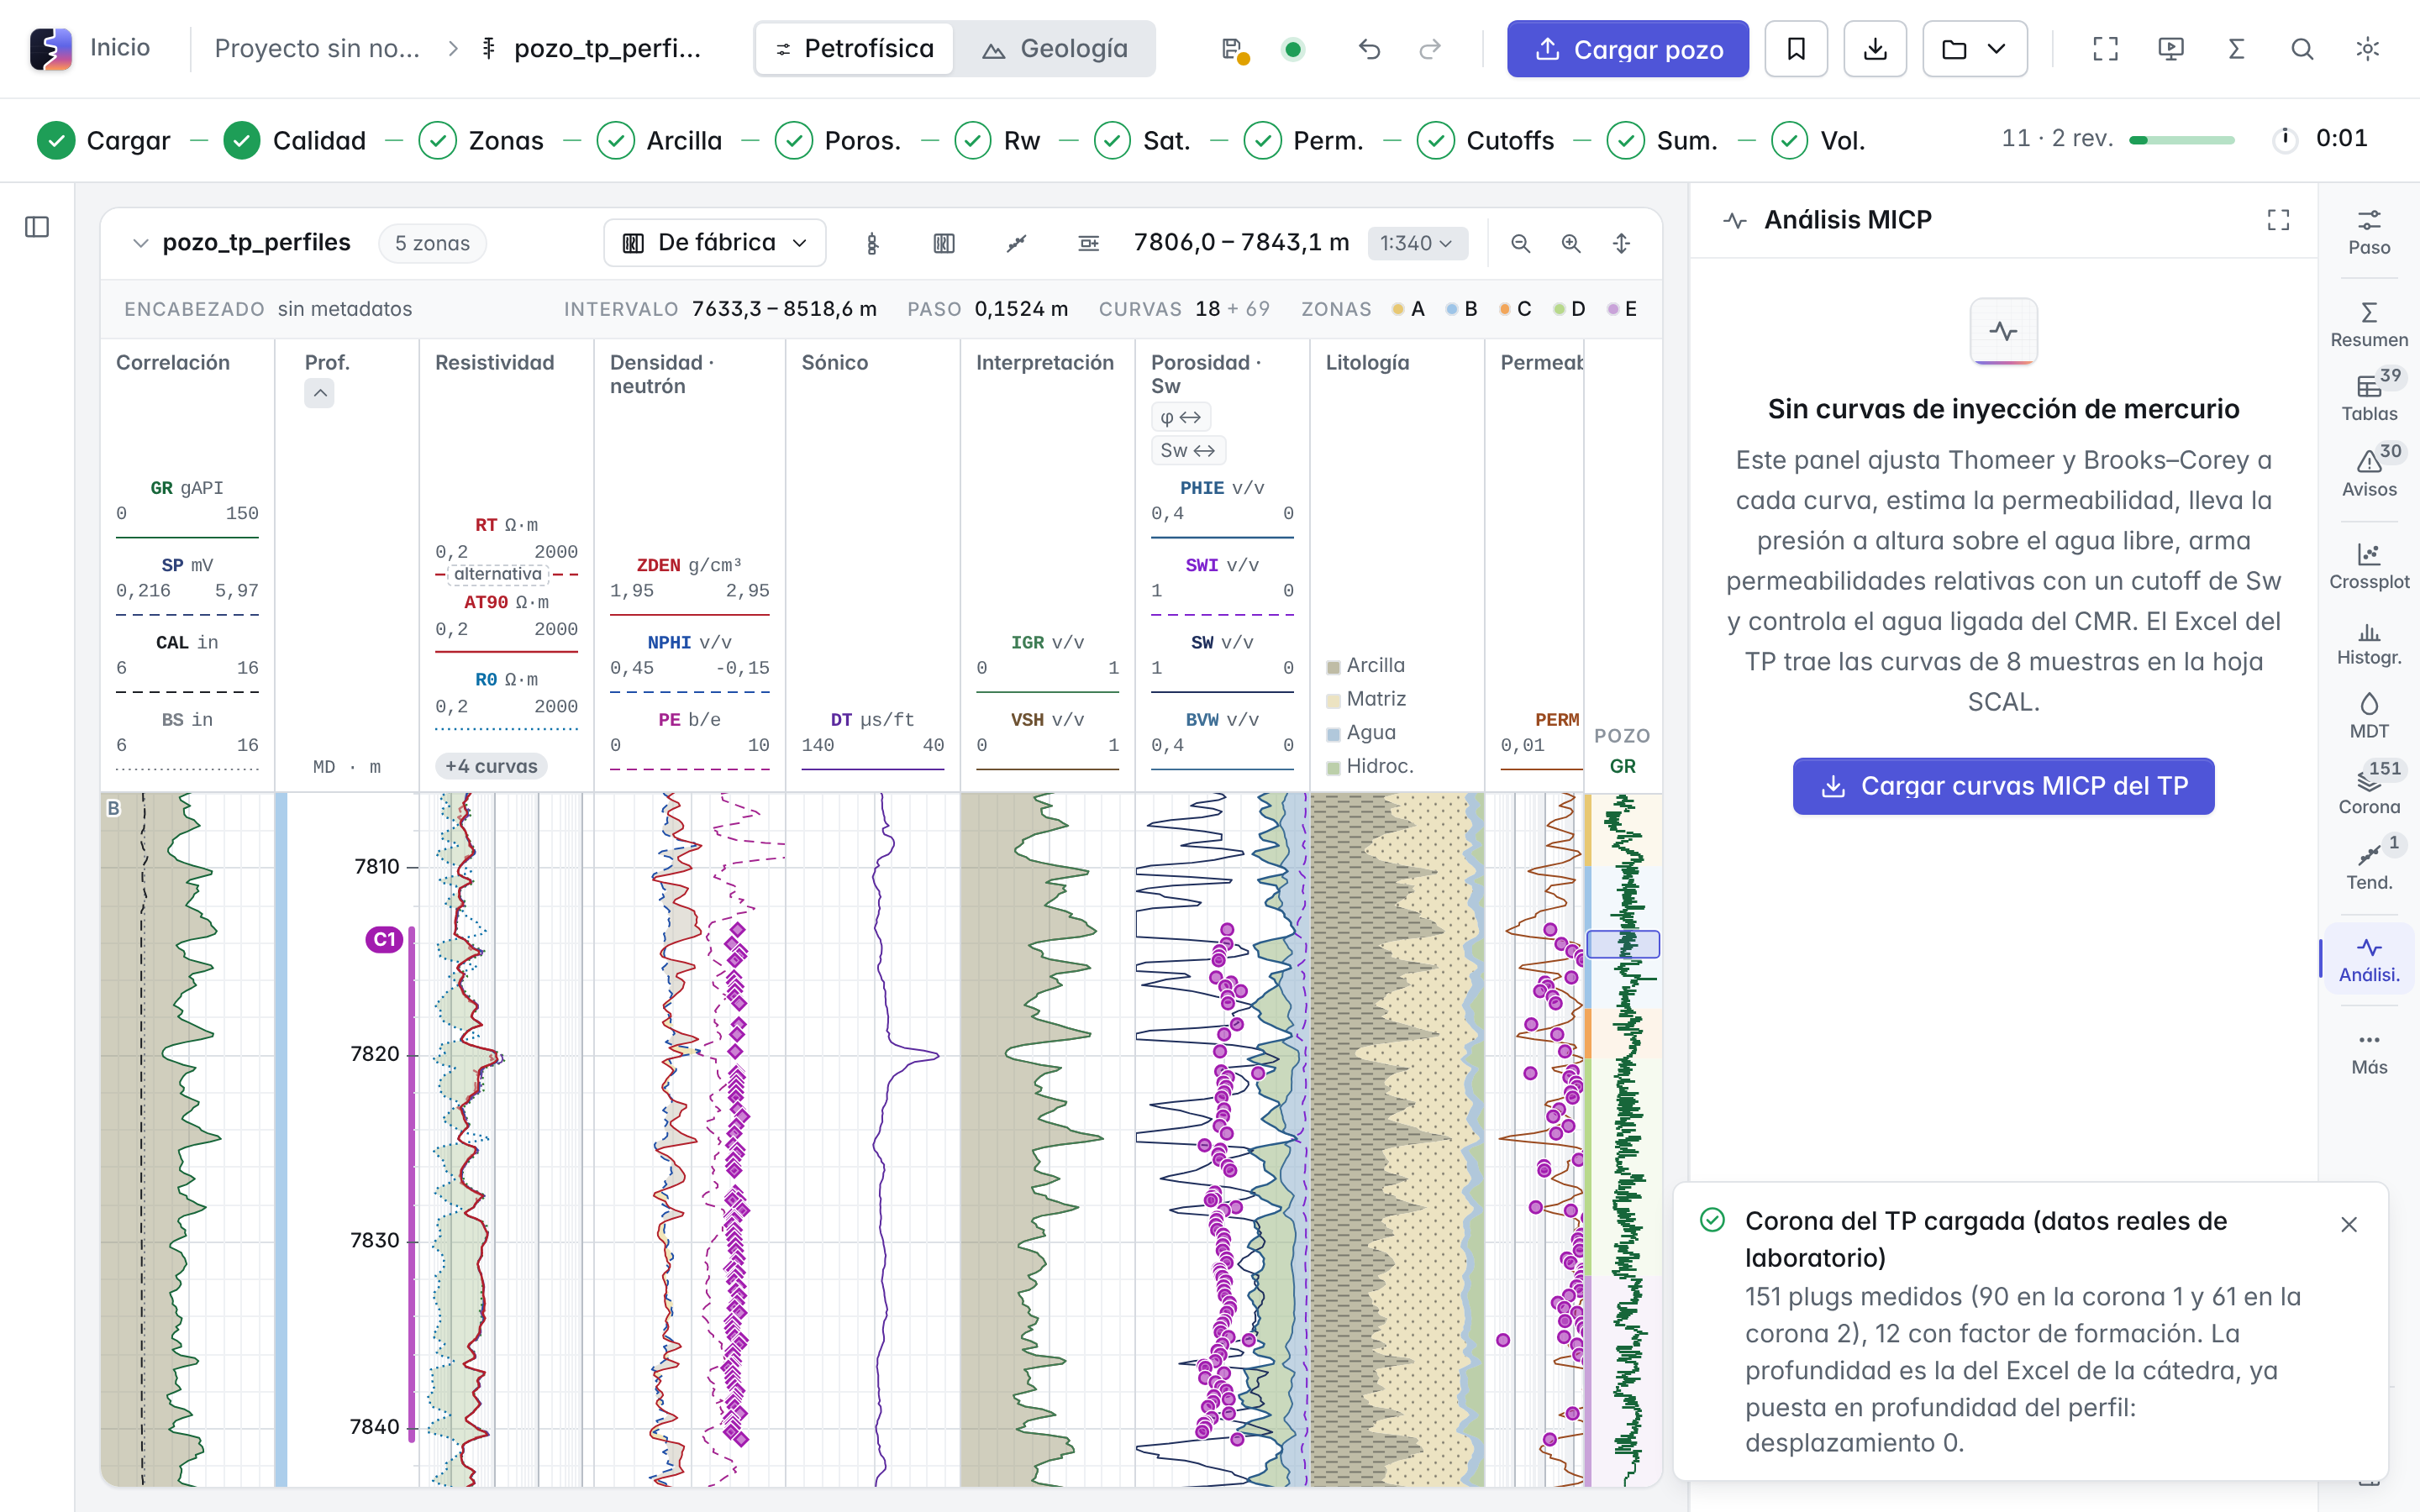 Inicio
Proyecto sin no...
pozo_tp_perfi...
Petrofísica
Geología
Cargar pozo
Cargar
Calidad
Zonas
Arcilla
Poros.
Rw
Sat.
Perm.
Cutoffs
Sum.
Vol.
11 · 2 rev.
0:01
pozo_tp_perfiles
5 zonas
De fábrica
7806,0 – 7843,1 m
1:340
ENCABEZADO sin metadatos
INTERVALO 7633,3 – 8518,6 m
PASO 0,1524 m
CURVAS 18 + 69
ZONAS A B C D E
Correlación
GR gAPI
0 150
SP mV
0,216 5,97
CAL in
6 16
BS in
6 16
Prof.
MD · m
Resistividad
RT Ω·m
0,2 2000
alternativa
AT90 Ω·m
0,2 2000
R0 Ω·m
0,2 2000
+4 curvas
Densidad ·
neutrón
ZDEN g/cm³
1,95 2,95
NPHI v/v
0,45 -0,15
PE b/e
0 10
Sónico
DT µs/ft
140 40
Interpretación
IGR v/v
0 1
VSH v/v
0 1
Porosidad ·
Sw
φ ↔
Sw ↔
PHIE v/v
0,4 0
SWI v/v
1 0
SW v/v
1 0
BVW v/v
0,4 0
Litología
Arcilla
Matriz
Agua
Hidroc.
Permeab
PERM
0,01
POZO
GR
B
7810
C1
7820
7830
7840
Análisis MICP
Sin curvas de inyección de mercurio
Este panel ajusta Thomeer y Brooks–Corey a
cada curva, estima la permeabilidad, lleva la
presión a altura sobre el agua libre, arma
permeabilidades relativas con un cutoff de Sw
y controla el agua ligada del CMR. El Excel del
TP trae las curvas de 8 muestras en la hoja
SCAL.
Cargar curvas MICP del TP
Paso
Resumen
39
Tablas
30
Avisos
Crossplot
Histogr.
MDT
151
Corona
1
Tend.
Análisi.
Más
Corona del TP cargada (datos reales de
laboratorio)
151 plugs medidos (90 en la corona 1 y 61 en la
corona 2), 12 con factor de formación. La
profundidad es la del Excel de la cátedra, ya
puesta en profundidad del perfil:
desplazamiento 0.